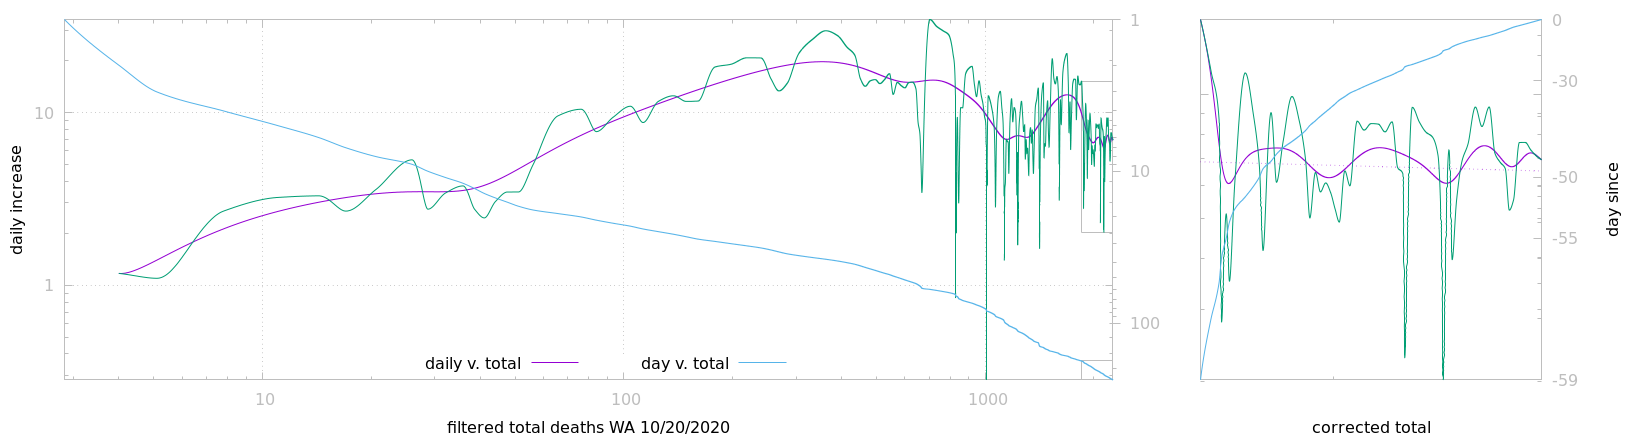 daily increase
10
1
daily v. total
day v. total
10
100
1000
filtered total deaths WA 10/20/2020
1
10
100
0
-30
-50
-55
-59
day since
corrected total